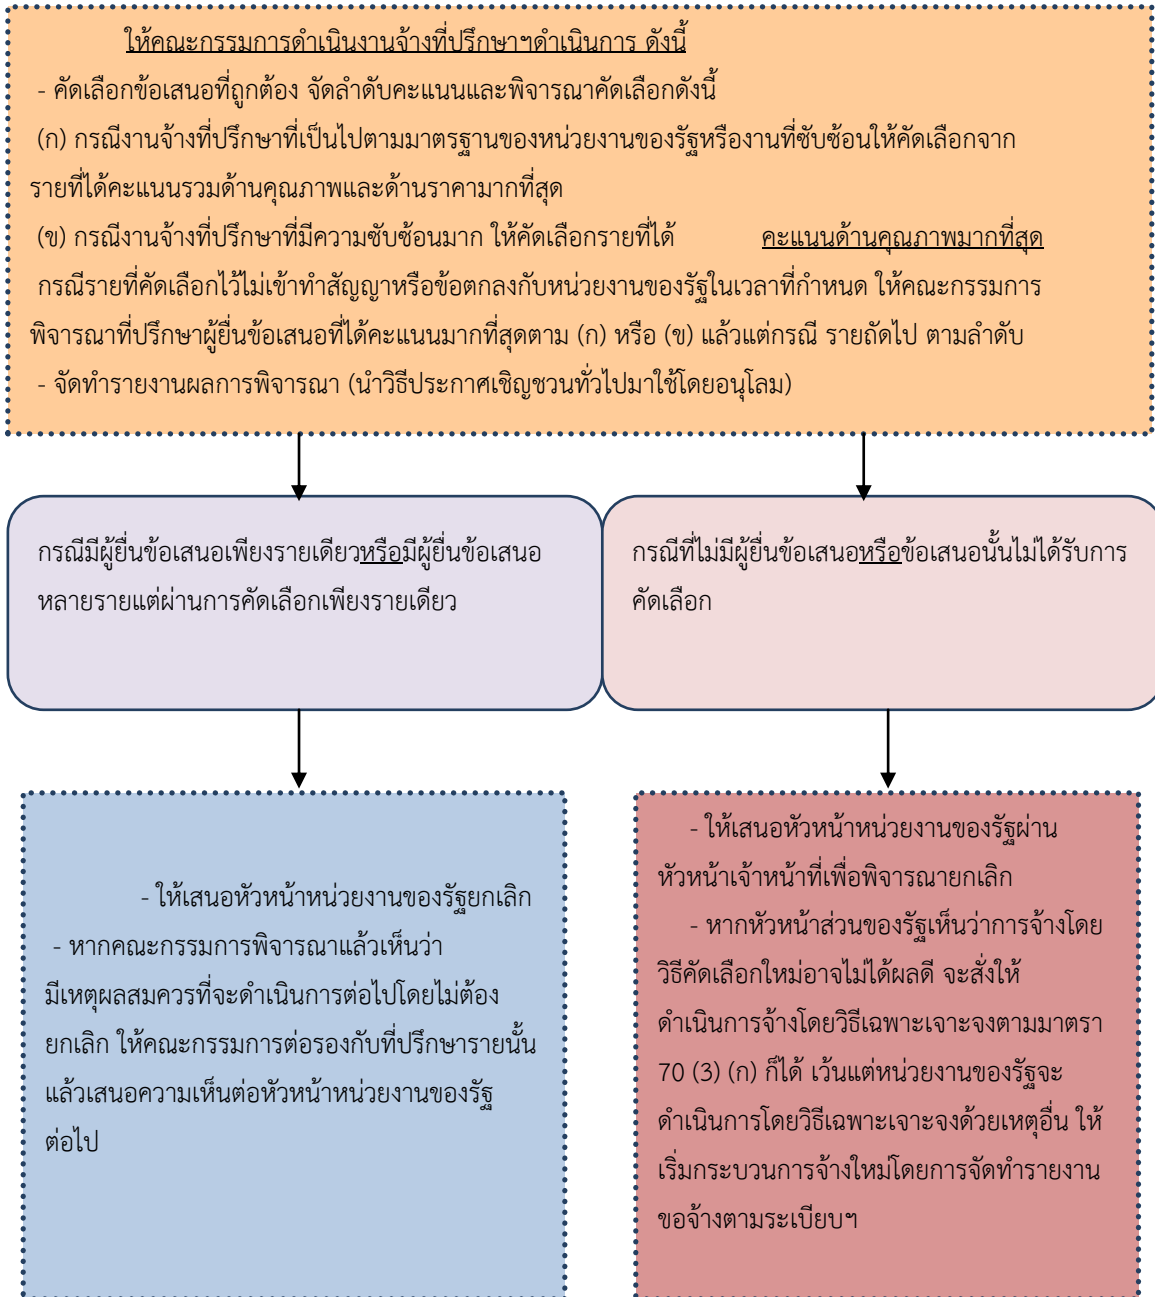 ให้คณะกรรมการดำเนินงานจ้างที่ปรึกษาฯดำเนินการ ดังนี้
- คัดเลือกข้อเสนอที่ถูกต้อง จัดลำดับคะแนนและพิจารณาคัดเลือกดังนี้
(ก) กรณีงานจ้างที่ปรึกษาที่เป็นไปตามมาตรฐานของหน่วยงานของรัฐหรืองานที่ซับซ้อนให้คัดเลือกจาก
รายที่ได้คะแนนรวมด้านคุณภาพและด้านราคามากที่สุด
(ข) กรณีงานจ้างที่ปรึกษาที่มีความซับซ้อนมาก ให้คัดเลือกรายที่ได้ คะแนนด้านคุณภาพมากที่สุด
กรณีรายที่คัดเลือกไว้ไม่เข้าทำสัญญาหรือข้อตกลงกับหน่วยงานของรัฐในเวลาที่กำหนด ให้คณะกรรมการ
พิจารณาที่ปรึกษาผู้ยื่นข้อเสนอที่ได้คะแนนมากที่สุดตาม (ก) หรือ (ข) แล้วแต่กรณี รายถัดไป ตามลำดับ
- จัดทำรายงานผลการพิจารณา (นำวิธีประกาศเชิญชวนทั่วไปมาใช้โดยอนุโลม)
กรณีมีผู้ยื่นข้อเสนอเพียงรายเดียวหรือมีผู้ยื่นข้อเสนอ
หลายรายแต่ผ่านการคัดเลือกเพียงรายเดียว
กรณีที่ไม่มีผู้ยื่นข้อเสนอหรือข้อเสนอนั้นไม่ได้รับการ
คัดเลือก
- ให้เสนอหัวหน้าหน่วยงานของรัฐยกเลิก
- หากคณะกรรมการพิจารณาแล้วเห็นว่า
มีเหตุผลสมควรที่จะดำเนินการต่อไปโดยไม่ต้อง
ยกเลิก ให้คณะกรรมการต่อรองกับที่ปรึกษารายนั้น
แล้วเสนอความเห็นต่อหัวหน้าหน่วยงานของรัฐ
ต่อไป
- ให้เสนอหัวหน้าหน่วยงานของรัฐผ่าน
หัวหน้าเจ้าหน้าที่เพื่อพิจารณายกเลิก
- หากหัวหน้าส่วนของรัฐเห็นว่าการจ้างโดย
วิธีคัดเลือกใหม่อาจไม่ได้ผลดี จะสั่งให้
ดำเนินการจ้างโดยวิธีเฉพาะเจาะจงตามมาตรา
70 (3) (ก) ก็ได้ เว้นแต่หน่วยงานของรัฐจะ
ดำเนินการโดยวิธีเฉพาะเจาะจงด้วยเหตุอื่น ให้
เริ่มกระบวนการจ้างใหม่โดยการจัดทำรายงาน
ขอจ้างตามระเบียบฯ